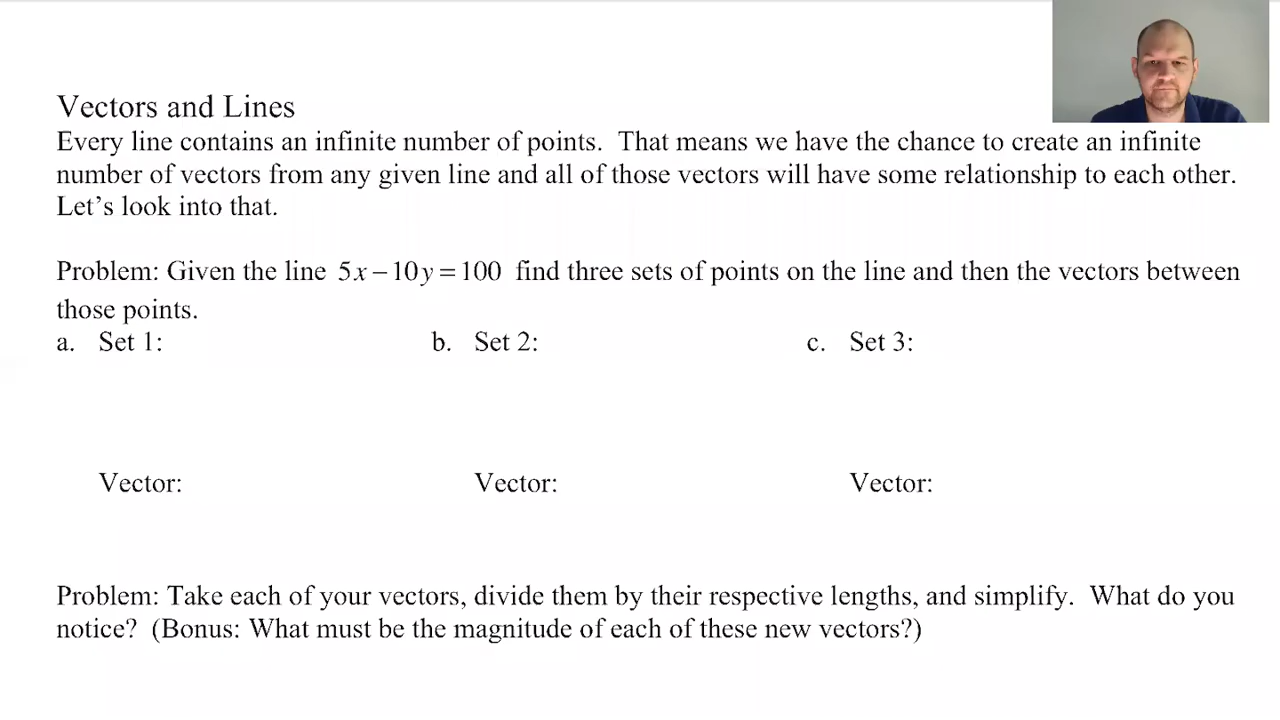 Vectors and Lines
Every line contains an infinite number of points.  That means we have the chance to create an infinite
number of vectors from any given line and all of those vectors will have some relationship to each other.
Let's look into that.
Problem: Given the line 5x−10y=100 find three sets of points on the line and then the vectors between
those points.
a. Set 1: b. Set 2: c. Set 3:
Vector: Vector: Vector:
Problem: Take each of your vectors, divide them by their respective lengths, and simplify.  What do you
notice?  (Bonus: What must be the magnitude of each of these new vectors?)